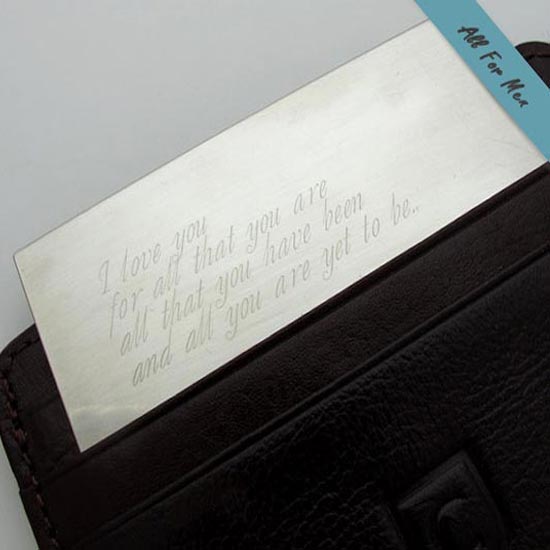 All For Men
I love you
for all that you are
all that you have been
and all you are yet to be..